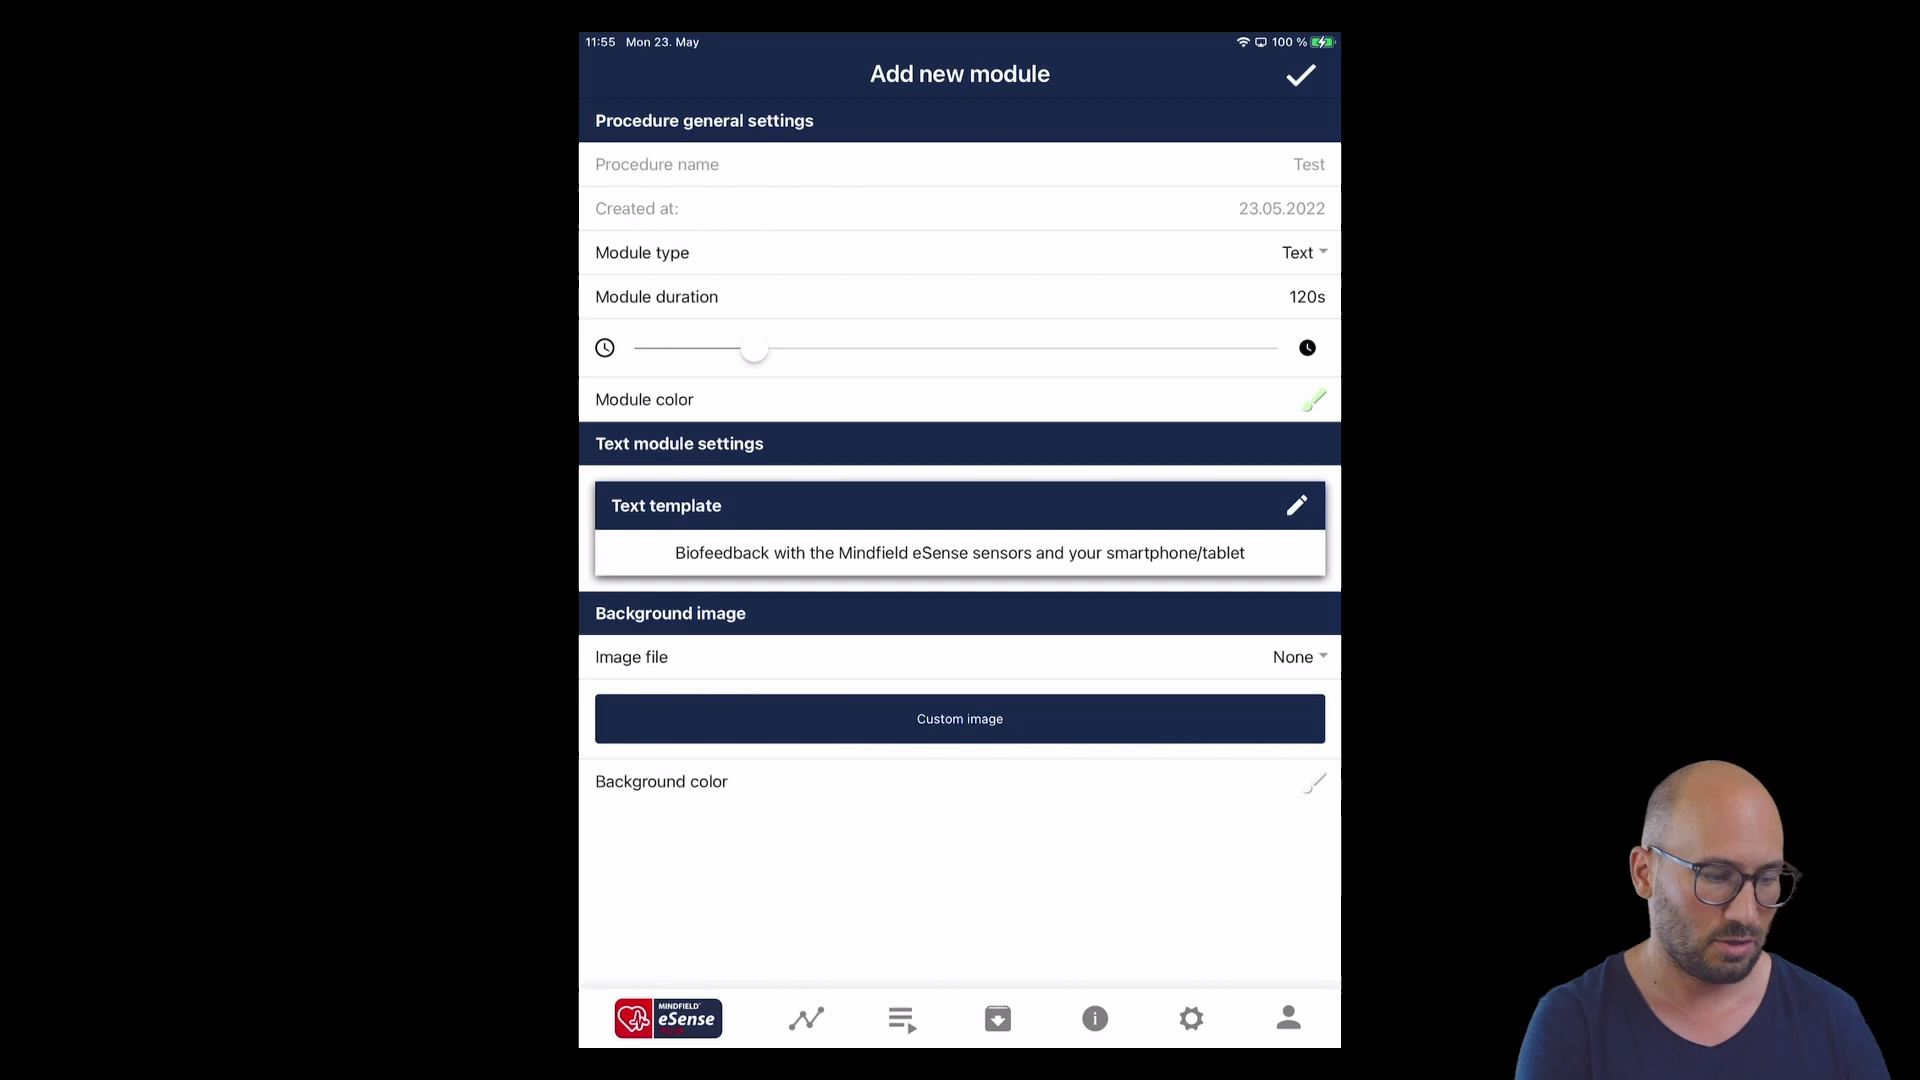 11:55 Mon 23. May 100 %
Add new module
Procedure general settings
Procedure name Test
Created at: 23.05.2022
Module type Text
Module duration 120s
Module color
Text module settings
Text template
Biofeedback with the Mindfield eSense sensors and your smartphone/tablet
Background image
Image file None
Custom image
Background color
MINDFIELD
eSense